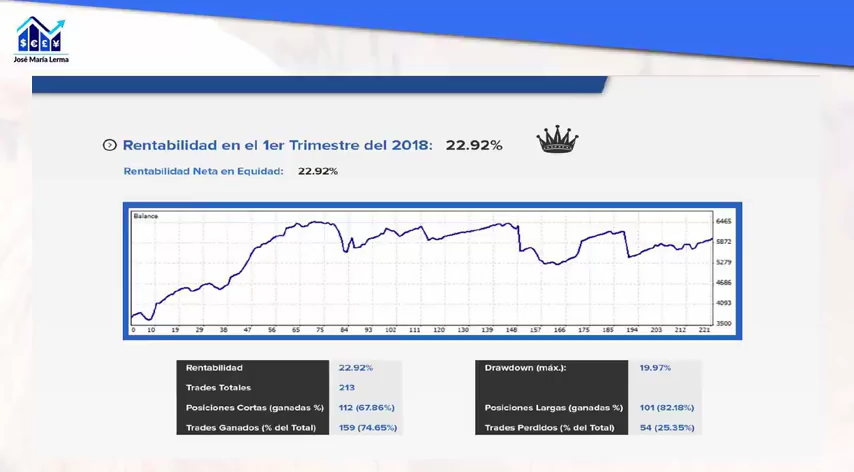 $ € £ ¥
José María Lerma
Rentabilidad en el 1er Trimestre del 2018: 22.92%
Rentabilidad Neta en Equidad: 22.92%
Balance
6465
5872
5279
4686
4093
3500
0 10 19 29 38 47 56 65 75 84 93 102 111 120 130 139 148 157 166 175 185 194 203 212 221
Rentabilidad 22.92%
Drawdown (máx.): 19.97%
Trades Totales 213
Posiciones Cortas (ganadas %) 112 (67.86%)
Posiciones Largas (ganadas %) 101 (82.18%)
Trades Ganados (% del Total) 159 (74.65%)
Trades Perdidos (% del Total) 54 (25.35%)